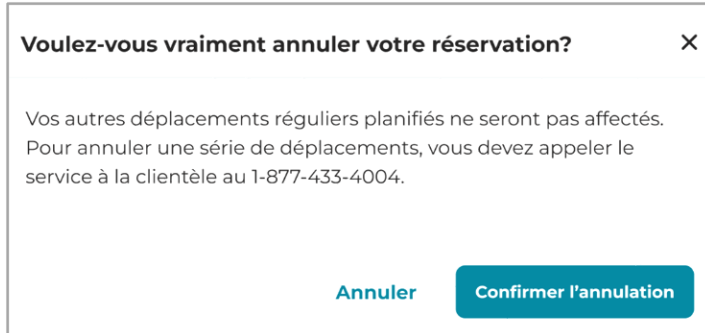 Voulez-vous vraiment annuler votre réservation?
Vos autres déplacements réguliers planifiés ne seront pas affectés.
Pour annuler une série de déplacements, vous devez appeler le
service à la clientèle au 1-877-433-4004.
Annuler
Confirmer l'annulation